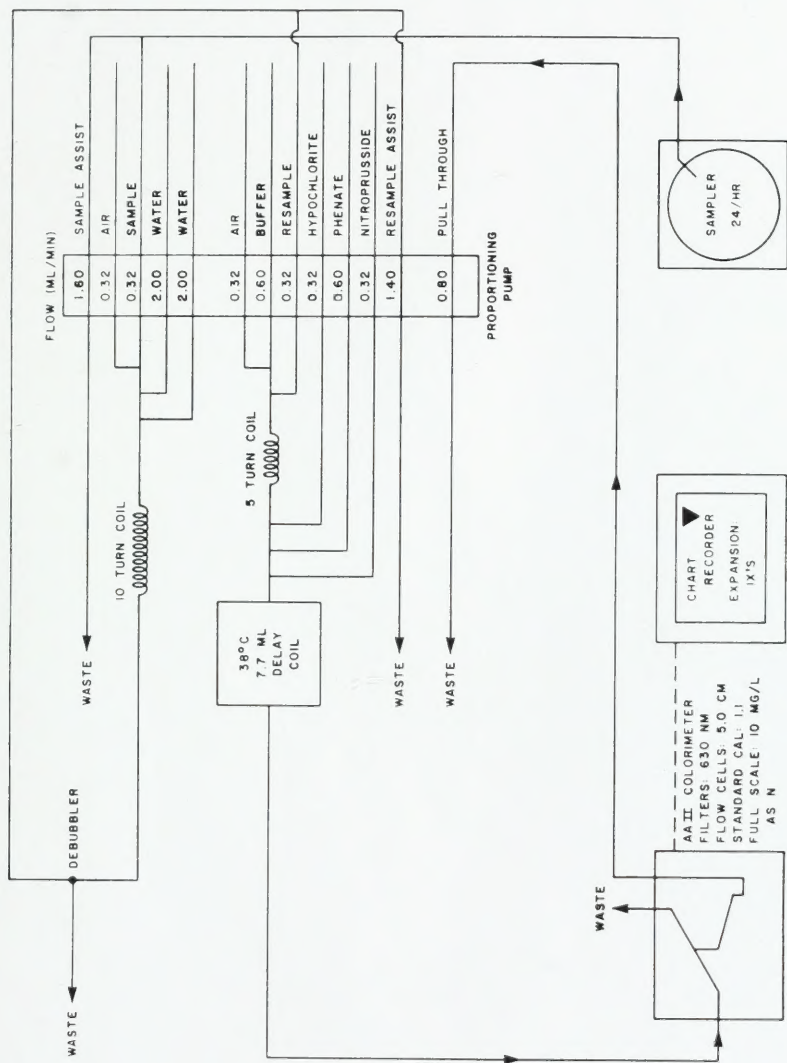 FLOW (ML/MIN)
1.60 SAMPLE ASSIST
0.32 AIR
0.32 SAMPLE
2.00 WATER
2.00 WATER
0.32 AIR
0.60 BUFFER
0.32 RESAMPLE
0.32 HYPOCHLORITE
0.60 PHENATE
0.32 NITROPRUSSIDE
1.40 RESAMPLE ASSIST
0.80 PULL THROUGH
PROPORTIONING
PUMP
WASTE
10 TURN COIL
5 TURN COIL
DEBUBBLER
WASTE
38°C
7.7 ML
DELAY
COIL
WASTE
WASTE
SAMPLER
24/HR
WASTE
AAII COLORIMETER
FILTERS: 630 NM
FLOW CELLS: 5.0 CM
STANDARD CAL: 1.1
FULL SCALE: 10 MG/L
AS N
CHART
RECORDER
EXPANSION
1X'S